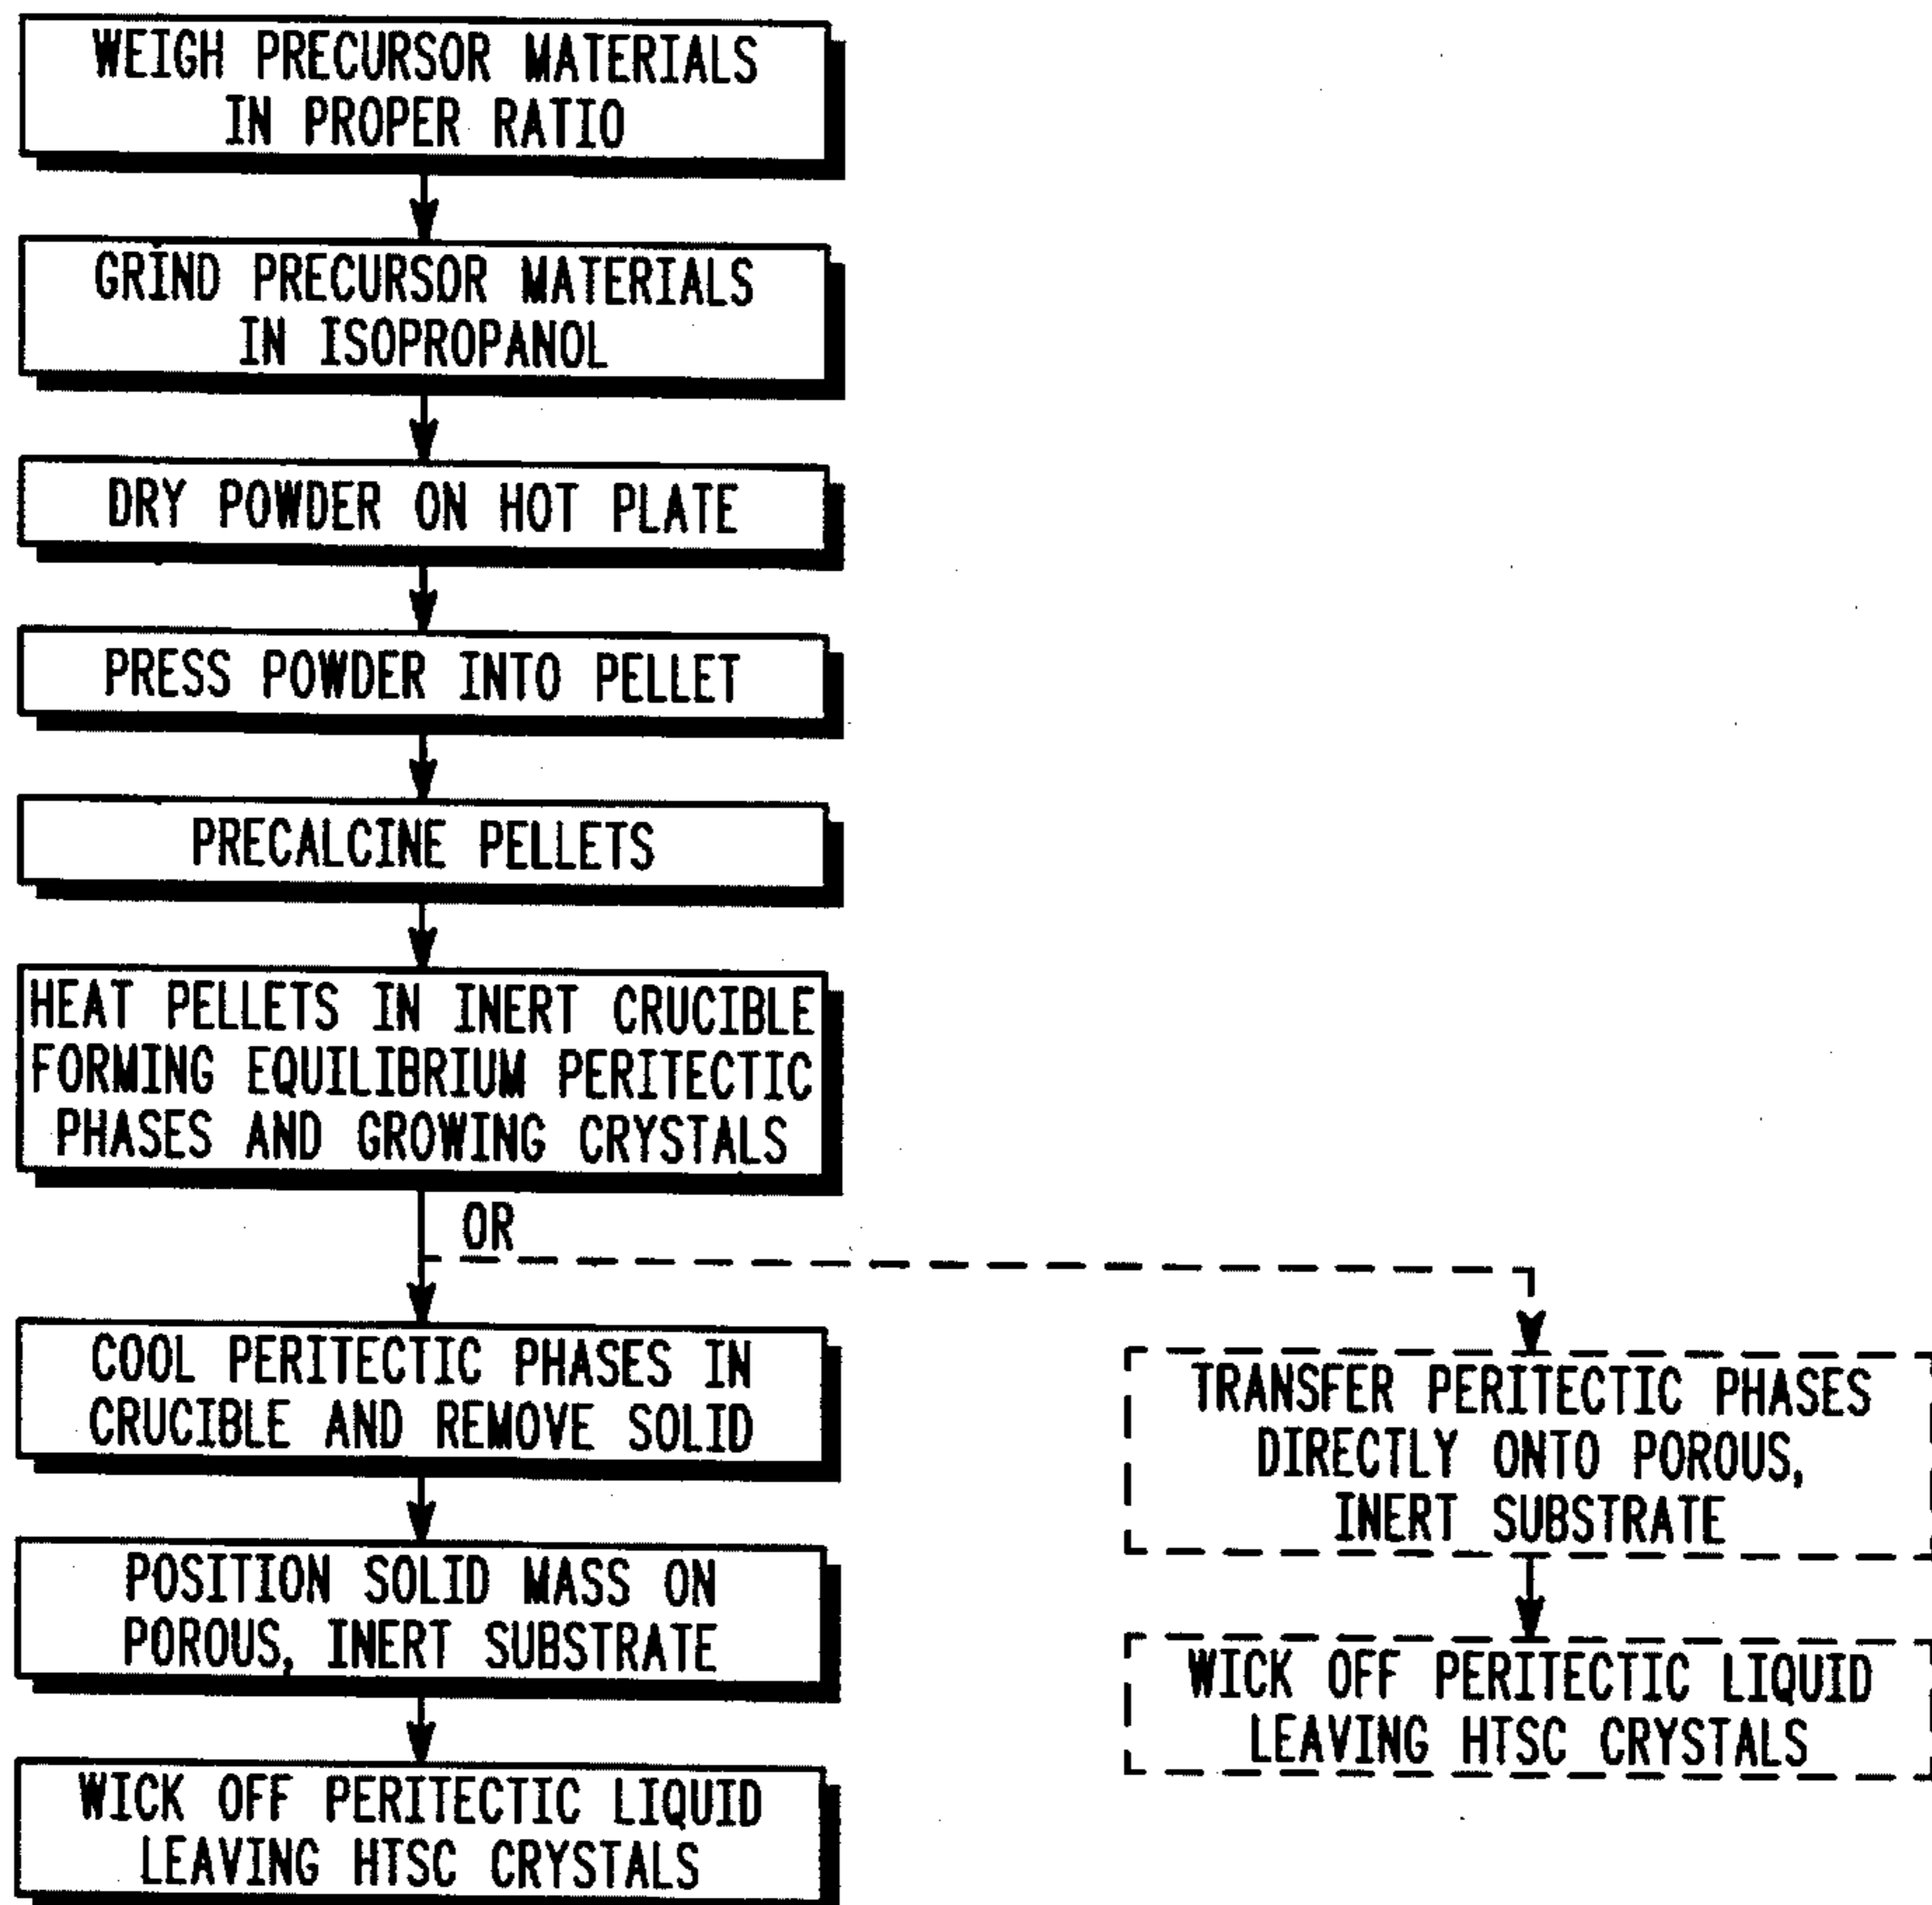 WEIGH PRECURSOR MATERIALS
IN PROPER RATIO
GRIND PRECURSOR MATERIALS
IN ISOPROPANOL
DRY POWDER ON HOT PLATE
PRESS POWDER INTO PELLET
PRECALCINE PELLETS
HEAT PELLETS IN INERT CRUCIBLE
FORMING EQUILIBRIUM PERITECTIC
PHASES AND GROWING CRYSTALS
OR
COOL PERITECTIC PHASES IN
CRUCIBLE AND REMOVE SOLID
POSITION SOLID MASS ON
POROUS, INERT SUBSTRATE
WICK OFF PERITECTIC LIQUID
LEAVING HTSC CRYSTALS
TRANSFER PERITECTIC PHASES
DIRECTLY ONTO POROUS,
INERT SUBSTRATE
WICK OFF PERITECTIC LIQUID
LEAVING HTSC CRYSTALS